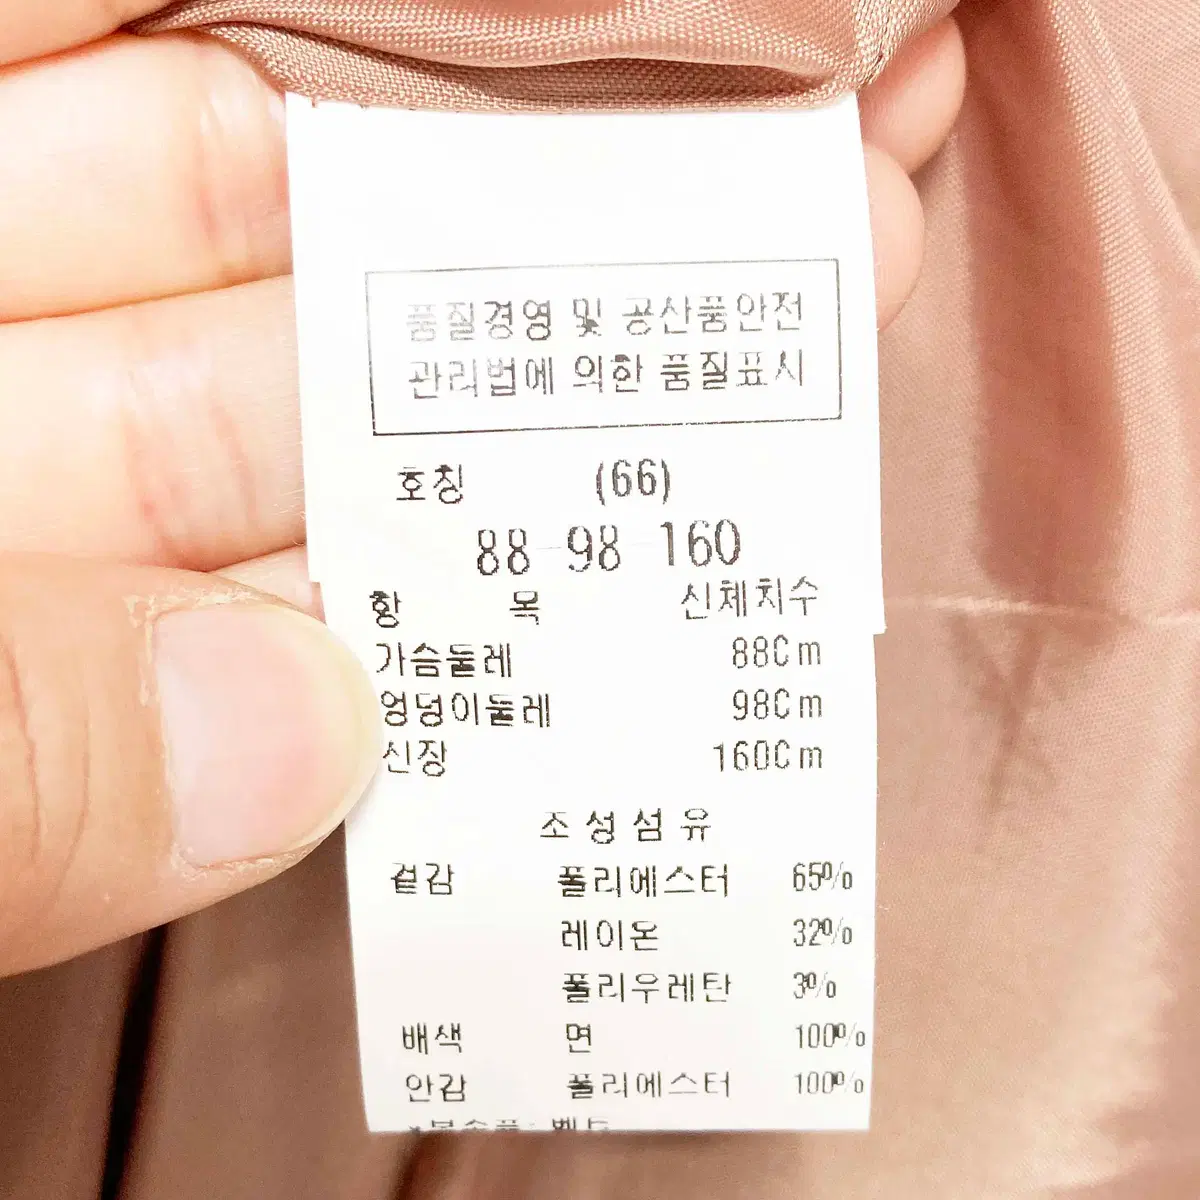 품질경영 및 공산품안전
관리법에 의한 품질표시
호칭 (66)
88-98-160
항 목 신체치수
가슴둘레 88Cm
엉덩이둘레 98Cm
신장 160Cm
조성섬유
겉감 폴리에스터 65%
레이온 32%
폴리우레탄 3%
배색 면 100%
안감 폴리에스터 100%